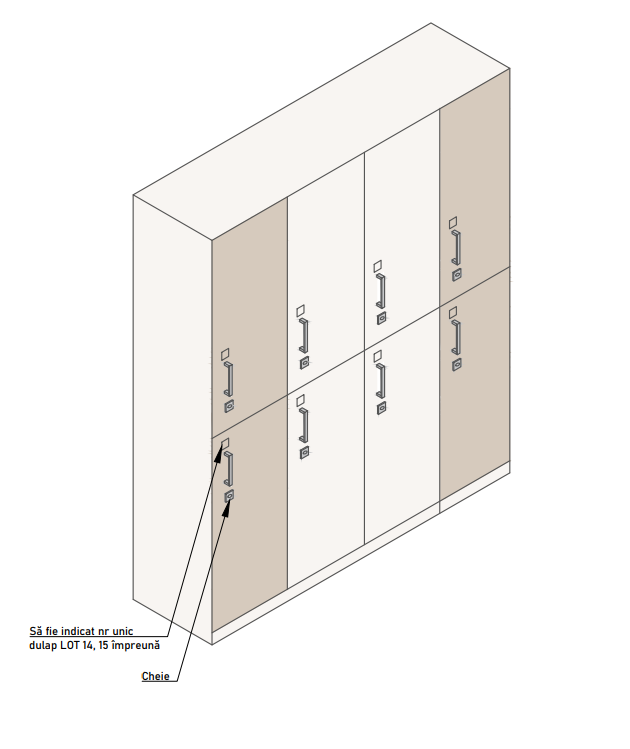 Să fie indicat nr unic
dulap LOT 14, 15 împreună
Cheie